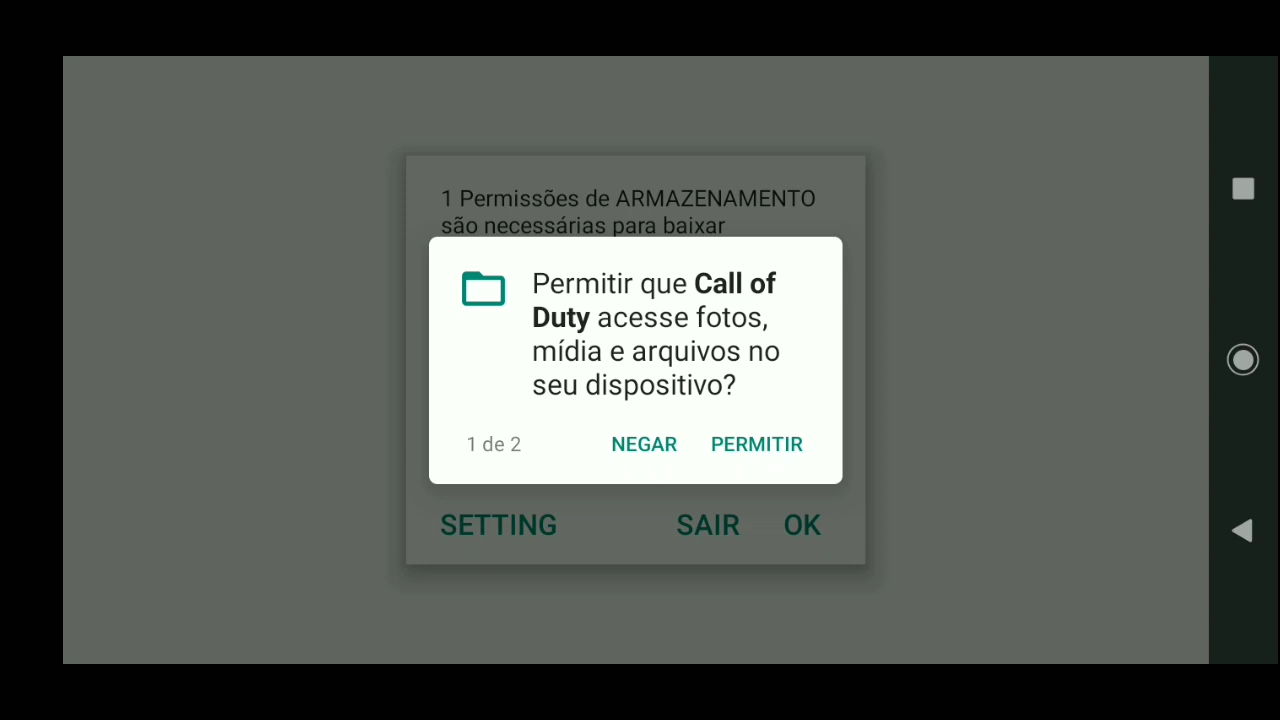 1 Permissões de ARMAZENAMENTO
são necessárias para baixar
Permitir que Call of
Duty acesse fotos,
mídia e arquivos no
seu dispositivo?
1 de 2 NEGAR PERMITIR
SETTING SAIR OK